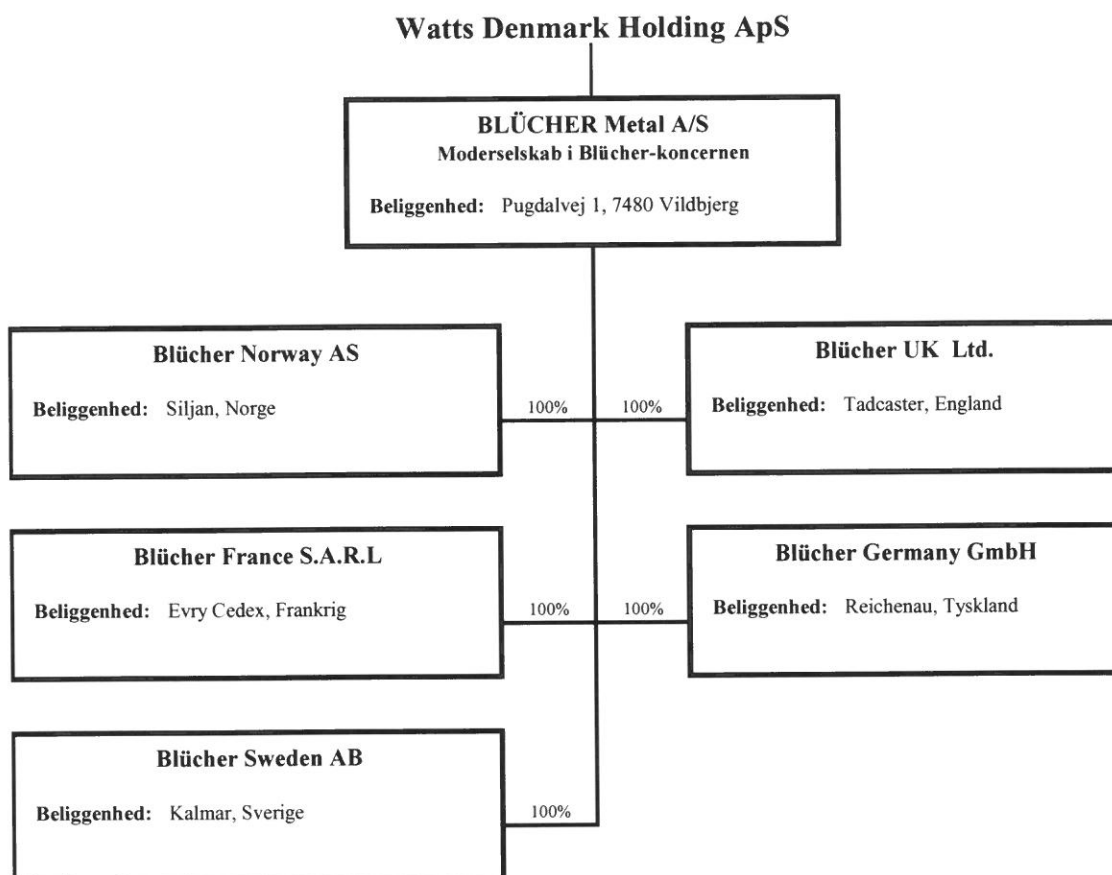 Watts Denmark Holding ApS
BLÜCHER Metal A/S
Moderselskab i Blücher-koncernen
Beliggenhed: Pugdalvej 1, 7480 Vildbjerg
Blücher Norway AS
Beliggenhed: Siljan, Norge
100%
100%
Blücher UK Ltd.
Beliggenhed: Tadcaster, England
Blücher France S.A.R.L
Beliggenhed: Evry Cedex, Frankrig
100%
100%
Blücher Germany GmbH
Beliggenhed: Reichenau, Tyskland
Blücher Sweden AB
Beliggenhed: Kalmar, Sverige
100%